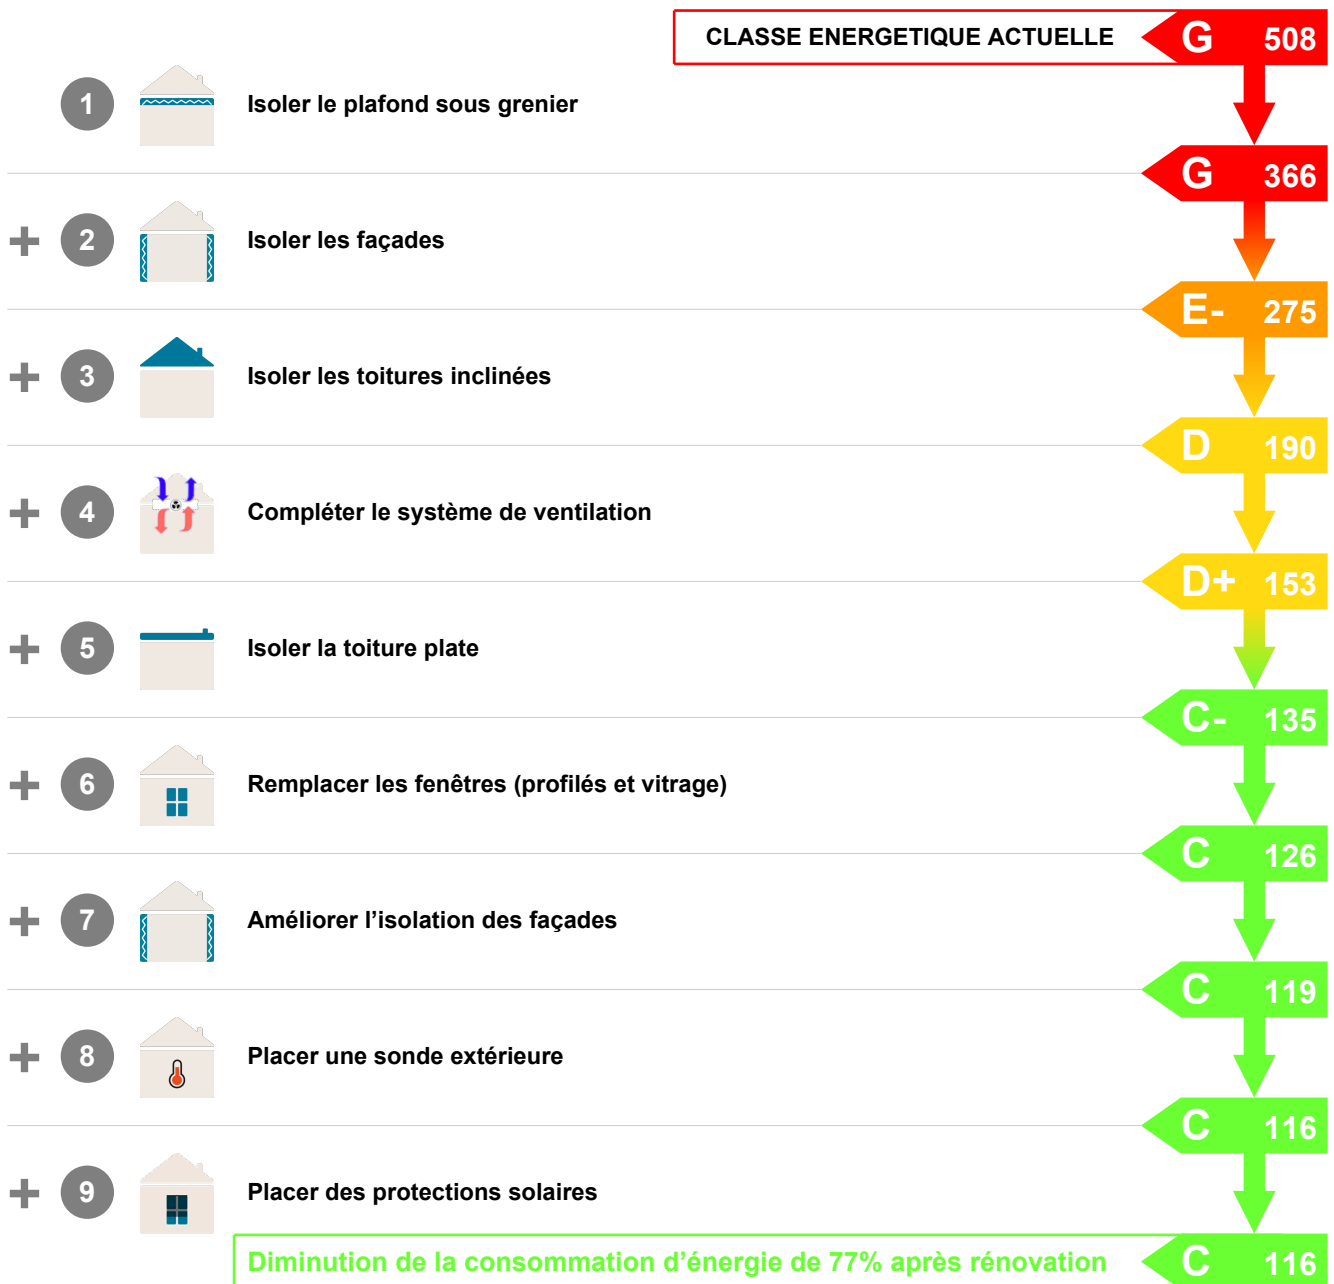 CLASSE ENERGETIQUE ACTUELLE G 508
1 Isoler le plafond sous grenier
G 366
+ 2 Isoler les façades
E- 275
+ 3 Isoler les toitures inclinées
D 190
+ 4 Compléter le système de ventilation
D+ 153
+ 5 Isoler la toiture plate
C- 135
+ 6 Remplacer les fenêtres (profilés et vitrage)
C 126
+ 7 Améliorer l’isolation des façades
C 119
+ 8 Placer une sonde extérieure
C 116
+ 9 Placer des protections solaires
Diminution de la consommation d’énergie de 77% après rénovation C 116